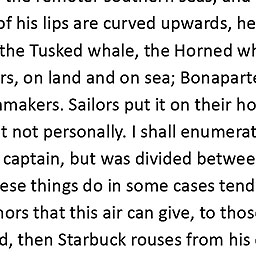 of his lips are curved upwards, he
the Tusked whale, the Horned wh
rs, on land and on sea; Bonaparte
makers. Sailors put it on their ho
t not personally. I shall enumerat
captain, but was divided betwee
ese things do in some cases tend
ors that this air can give, to thos
d, then Starbuck rouses from his